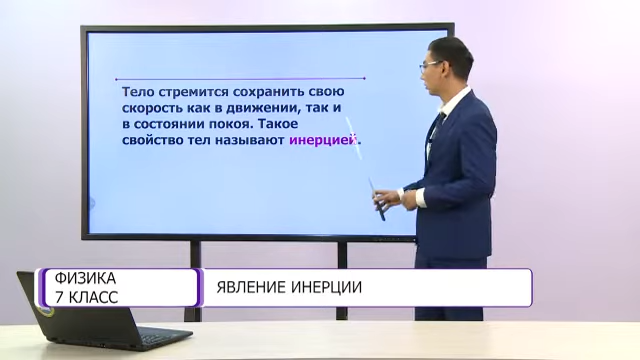 Тело стремится сохранить свою
скорость как в движении, так и
в состоянии покоя. Такое
свойство тел называют инерцией.
ФИЗИКА
7 КЛАСС
ЯВЛЕНИЕ ИНЕРЦИИ